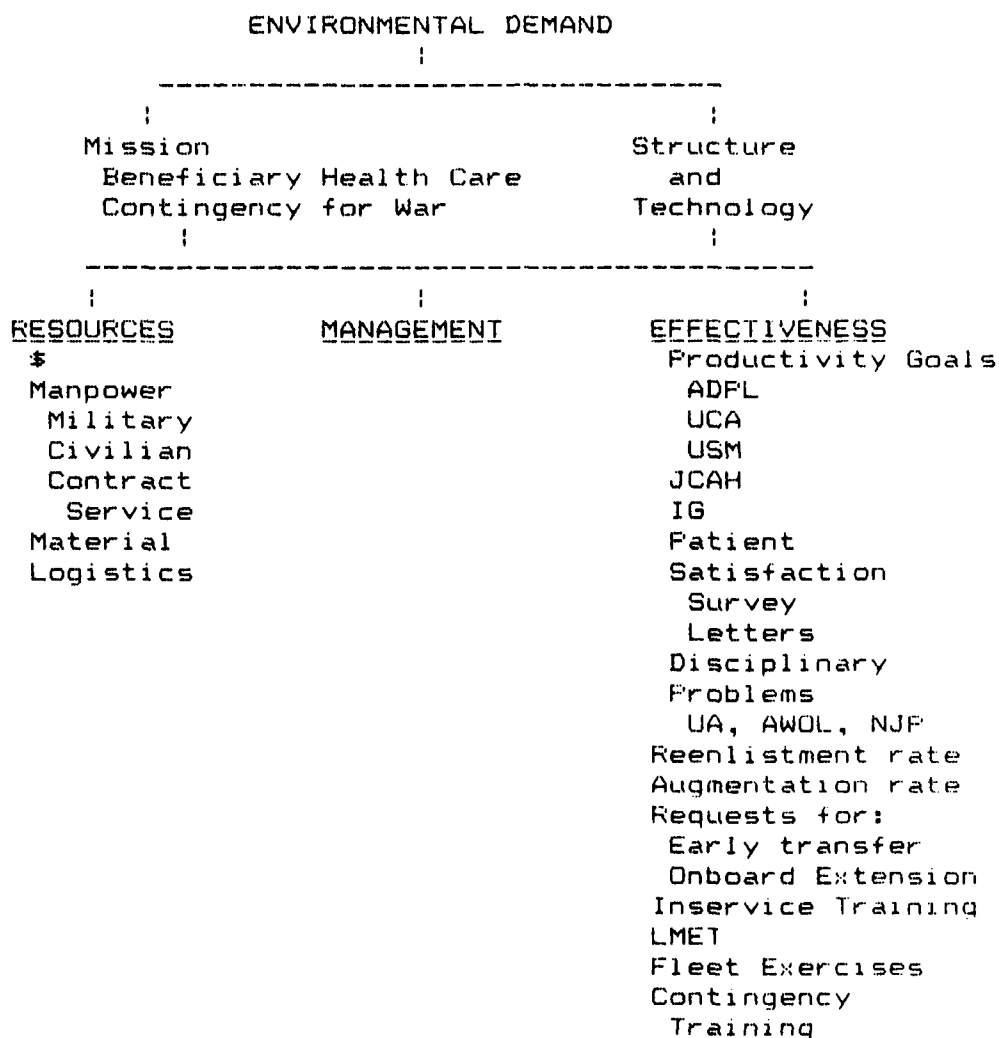 ENVIRONMENTAL DEMAND
Mission Structure
Beneficiary Health Care and
Contingency for War Technology
RESOURCES MANAGEMENT EFFECTIVENESS
$ Productivity Goals
Manpower ADPL
Military UCA
Civilian USM
Contract JCAH
Service IG
Material Patient
Logistics Satisfaction
Survey
Letters
Disciplinary
Problems
UA, AWOL, NJP
Reenlistment rate
Augmentation rate
Requests for:
Early transfer
Onboard Extension
Inservice Training
LMET
Fleet Exercises
Contingency
Training